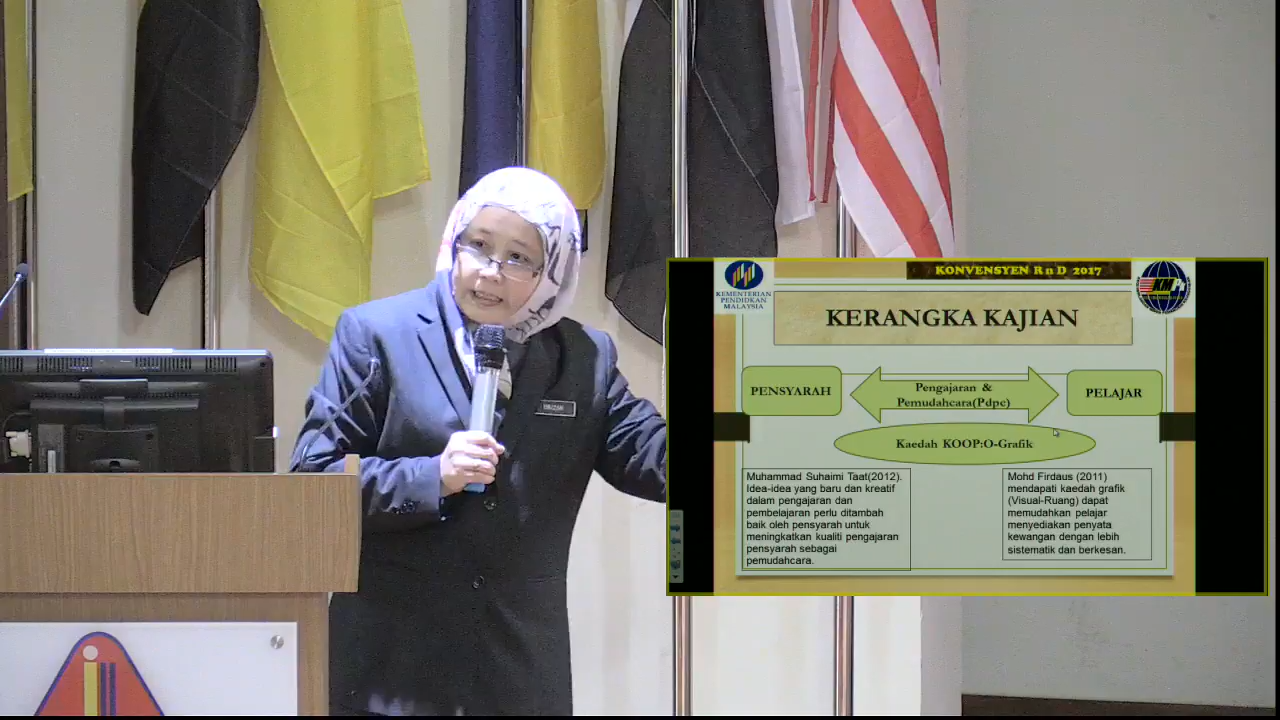 KONVENSYEN R n D 2017
KEMENTERIAN
PENDIDKAN
MALAYSIA
KERANGKA KAJIAN
PENSYARAH
Pengajaran &
Pemudahcara(Pdpc)
PELAJAR
Kaedah KOOP:O-Grafik
Muhammad Suhaimi Taat(2012).
Idea-idea yang baru dan kreatif
dalam pengajaran dan
pembelajaran perlu ditambah
baik oleh pensyarah untuk
meningkatkan kualiti pengajaran
pensyarah sebagai
pemudahcara.
Mohd Firdaus (2011)
mendapati kaedah grafik
(Visual-Ruang) dapat
memudahkan pelajar
menyediakan penyata
kewangan dengan lebih
sistematik dan berkesan.